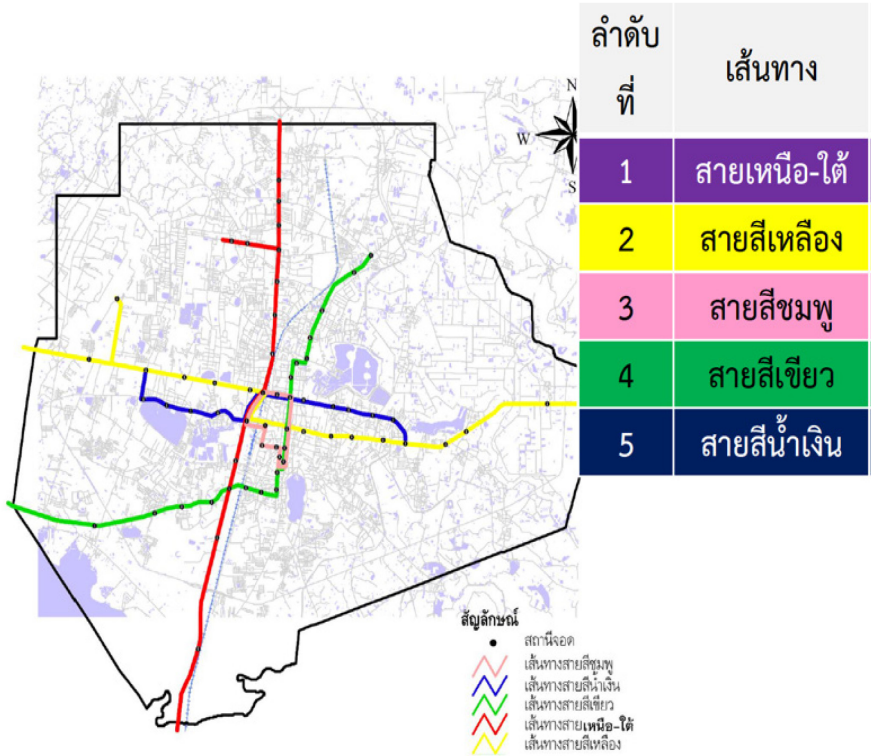 ลำดับ
ที่
เส้นทาง
1 สายเหนือ-ใต้
2 สายสีเหลือง
3 สายสีชมพู
4 สายสีเขียว
5 สายสีน้ำเงิน
N
W
S
สัญลักษณ์
สถานีจอด
เส้นทางสายสีชมพู
เส้นทางสายสีน้ำเงิน
เส้นทางสายสีเขียว
เส้นทางสายเหนือ-ใต้
เส้นทางสายสีเหลือง